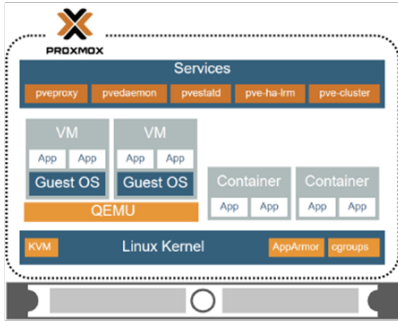 PROXMOX
Services
pveproxy pvedaemon pvestatd pve-ha-lrm pve-cluster
VM VM
App App App App
Guest OS Guest OS
Container Container
QEMU
App App App App
KVM Linux Kernel AppArmor cgroups